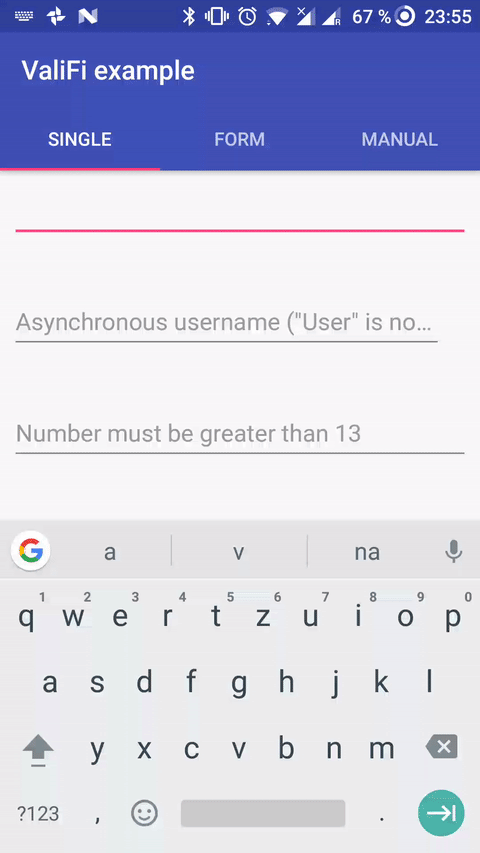 67 % 23:55
ValiFi example
SINGLE FORM MANUAL
Asynchronous username ("User" is no…
Number must be greater than 13
a v na
1 2 3 4 5 6 7 8 9 0
q w e r t z u i o p
a s d f g h j k l
y x c v b n m
?123 , .